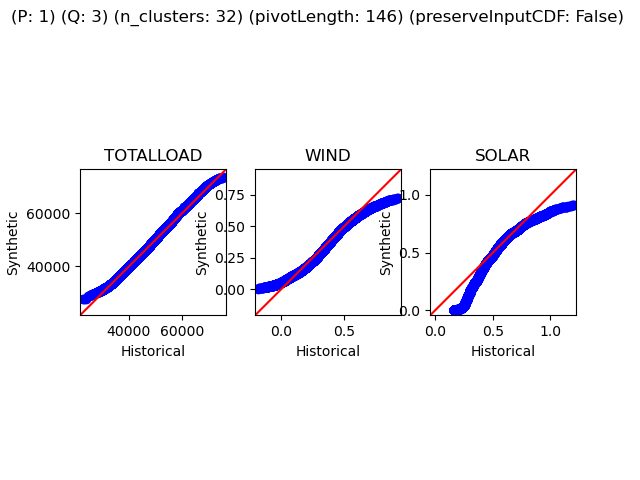 (P: 1) (Q: 3) (n_clusters: 32) (pivotLength: 146) (preserveInputCDF: False)
TOTALLOAD
WIND
SOLAR
Synthetic
60000
40000
40000
60000
Historical
Synthetic
0.75
0.50
0.25
0.00
0.0
0.5
Historical
Synthetic
1.0
0.5
0.0
0.0
0.5
1.0
Historical